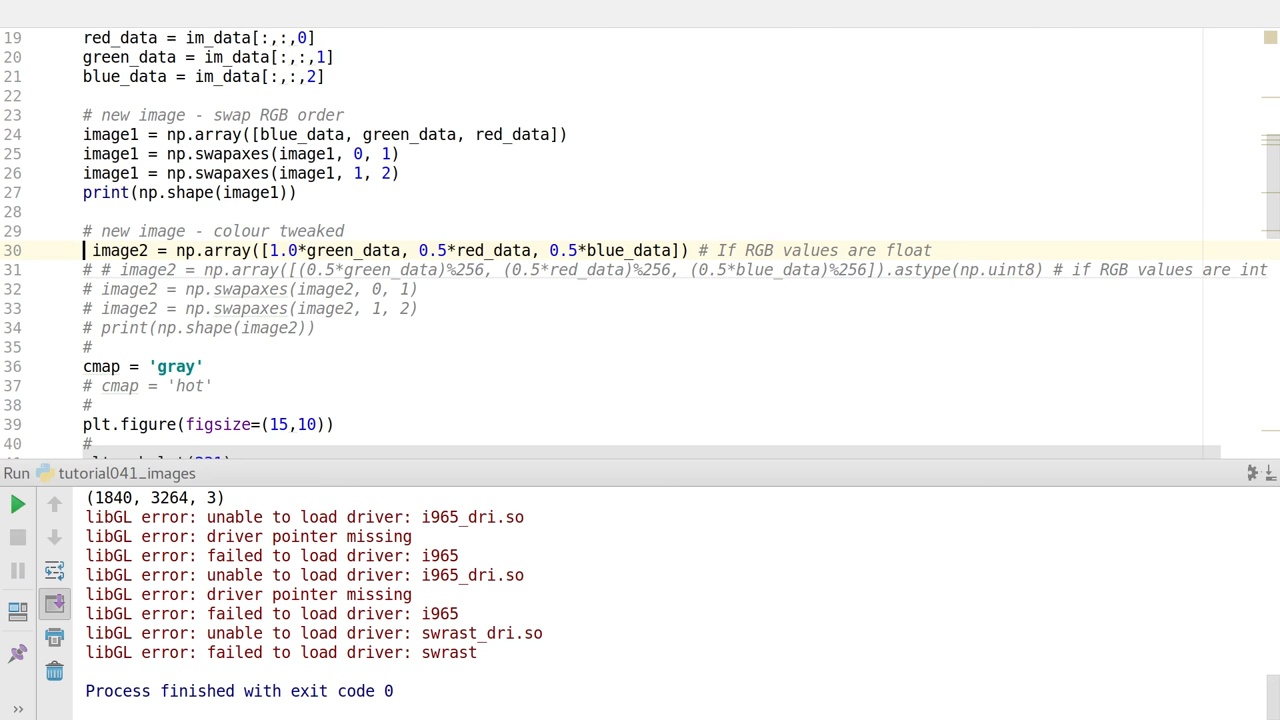 19 red_data = im_data[:,:,0]
20 green_data = im_data[:,:,1]
21 blue_data = im_data[:,:,2]
22
23 # new image - swap RGB order
24 image1 = np.array([blue_data, green_data, red_data])
25 image1 = np.swapaxes(image1, 0, 1)
26 image1 = np.swapaxes(image1, 1, 2)
27 print(np.shape(image1))
28
29 # new image - colour tweaked
30 image2 = np.array([1.0*green_data, 0.5*red_data, 0.5*blue_data]) # If RGB values are float
31 # # image2 = np.array([(0.5*green_data)%256, (0.5*red_data)%256, (0.5*blue_data)%256]).astype(np.uint8) # if RGB values are int
32 # image2 = np.swapaxes(image2, 0, 1)
33 # image2 = np.swapaxes(image2, 1, 2)
34 # print(np.shape(image2))
35 #
36 cmap = 'gray'
37 # cmap = 'hot'
38 #
39 plt.figure(figsize=(15,10))
40 #
Run tutorial041_images
(1840, 3264, 3)
libGL error: unable to load driver: i965_dri.so
libGL error: driver pointer missing
libGL error: failed to load driver: i965
libGL error: unable to load driver: i965_dri.so
libGL error: driver pointer missing
libGL error: failed to load driver: i965
libGL error: unable to load driver: swrast_dri.so
libGL error: failed to load driver: swrast
Process finished with exit code 0